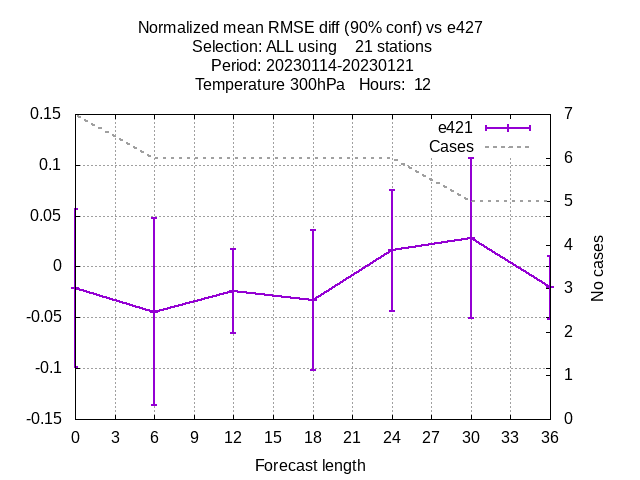 Normalized mean RMSE diff (90% conf) vs e427
Selection: ALL using 21 stations
Period: 20230114-20230121
Temperature 300hPa Hours: 12
0.15
0.1
0.05
0
-0.05
-0.1
-0.15
e421
Cases
7
6
5
4
3
2
1
0
No cases
0 3 6 9 12 15 18 21 24 27 30 33 36
Forecast length